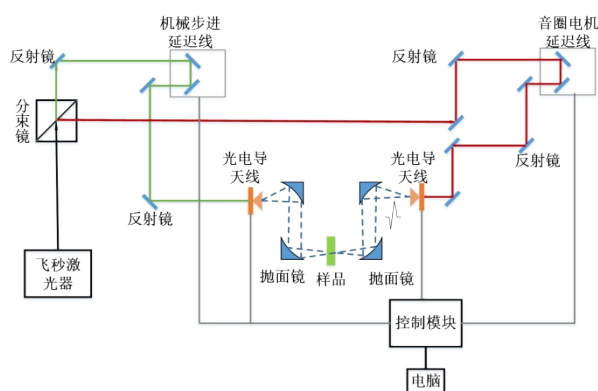 机械步进
延迟线
音圈电机
延迟线
反射镜
反射镜
分
束
镜
光电导
天线
光电导
天线
反射镜
反射镜
飞秒激
光器
抛面镜
样品
抛面镜
控制模块
电脑